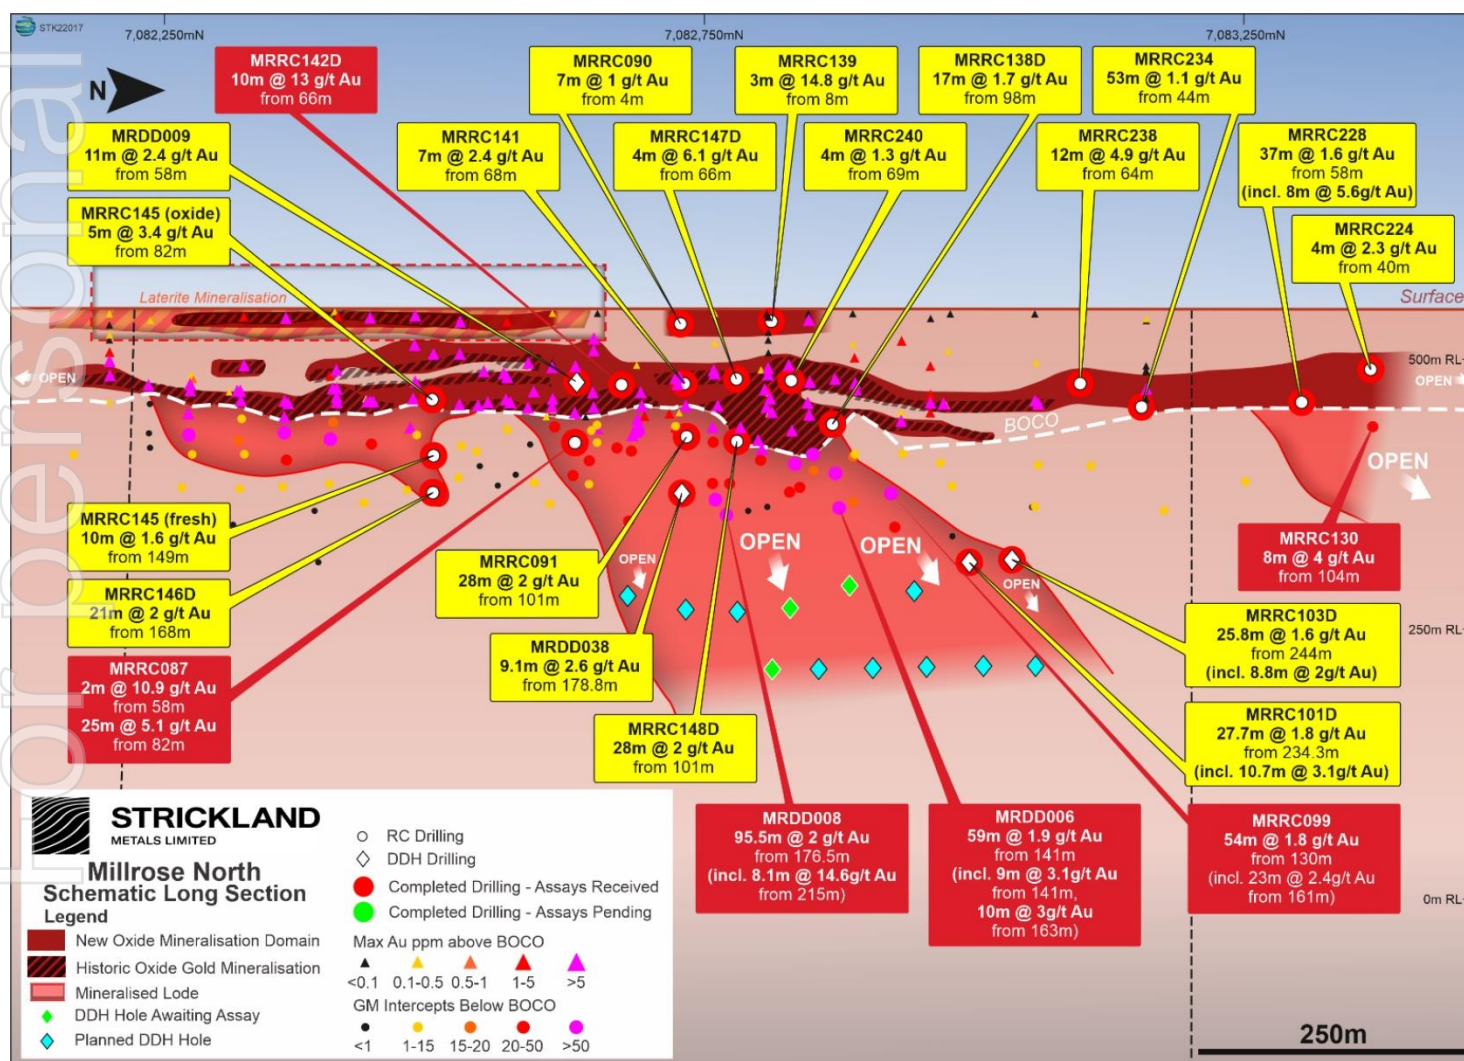 For personal
STK22017
7,082,250mN
7,082,750mN
7,083,250mN
N
MRRC142D
10m @ 13 g/t Au
from 66m
MRRC090
7m @ 1 g/t Au
from 4m
MRRC139
3m @ 14.8 g/t Au
from 8m
MRRC138D
17m @ 1.7 g/t Au
from 98m
MRRC234
53m @ 1.1 g/t Au
from 44m
MRDD009
11m @ 2.4 g/t Au
from 58m
MRRC141
7m @ 2.4 g/t Au
from 68m
MRRC147D
4m @ 6.1 g/t Au
from 66m
MRRC240
4m @ 1.3 g/t Au
from 69m
MRRC238
12m @ 4.9 g/t Au
from 64m
MRRC228
37m @ 1.6 g/t Au
from 58m
(incl. 8m @ 5.6g/t Au)
MRRC145 (oxide)
5m @ 3.4 g/t Au
from 82m
MRRC224
4m @ 2.3 g/t Au
from 40m
Laterite Mineralisation
Surface
500m RL
OPEN
OPEN
BOCO
OPEN
MRRC145 (fresh)
10m @ 1.6 g/t Au
from 149m
MRRC091
28m @ 2 g/t Au
from 101m
OPEN
OPEN
OPEN
OPEN
MRRC130
8m @ 4 g/t Au
from 104m
MRRC146D
21m @ 2 g/t Au
from 168m
MRDD038
9.1m @ 2.6 g/t Au
from 178.8m
MRRC103D
25.8m @ 1.6 g/t Au
from 244m
(incl. 8.8m @ 2g/t Au)
250m RL
MRRC087
2m @ 10.9 g/t Au
from 58m
25m @ 5.1 g/t Au
from 82m
MRRC148D
28m @ 2 g/t Au
from 101m
MRRC101D
27.7m @ 1.8 g/t Au
from 234.3m
(incl. 10.7m @ 3.1g/t Au)
MRDD008
95.5m @ 2 g/t Au
from 176.5m
(incl. 8.1m @ 14.6g/t Au
from 215m)
MRDD006
59m @ 1.9 g/t Au
from 141m
(incl. 9m @ 3.1g/t Au
from 141m,
10m @ 3g/t Au
from 163m)
MRRC099
54m @ 1.8 g/t Au
from 130m
(incl. 23m @ 2.4g/t Au
from 161m)
0m RL
STRICKLAND
METALS LIMITED
Millrose North
Schematic Long Section
Legend
New Oxide Mineralisation Domain
Historic Oxide Gold Mineralisation
Mineralised Lode
DDH Hole Awaiting Assay
Planned DDH Hole
RC Drilling
DDH Drilling
Completed Drilling - Assays Received
Completed Drilling - Assays Pending
Max Au ppm above BOCO
<0.1 0.1-0.5 0.5-1 1-5 >5
GM Intercepts Below BOCO
<1 1-15 15-20 20-50 >50
250m